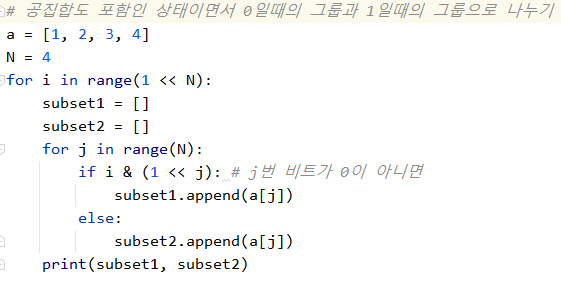 # 공집합도 포함인 상태이면서 0일때의 그룹과 1일때의 그룹으로 나누기
a = [1, 2, 3, 4]
N = 4
for i in range(1 << N):
    subset1 = []
    subset2 = []
    for j in range(N):
        if i & (1 << j): # j번 비트가 0이 아니면
            subset1.append(a[j])
        else:
            subset2.append(a[j])
    print(subset1, subset2)